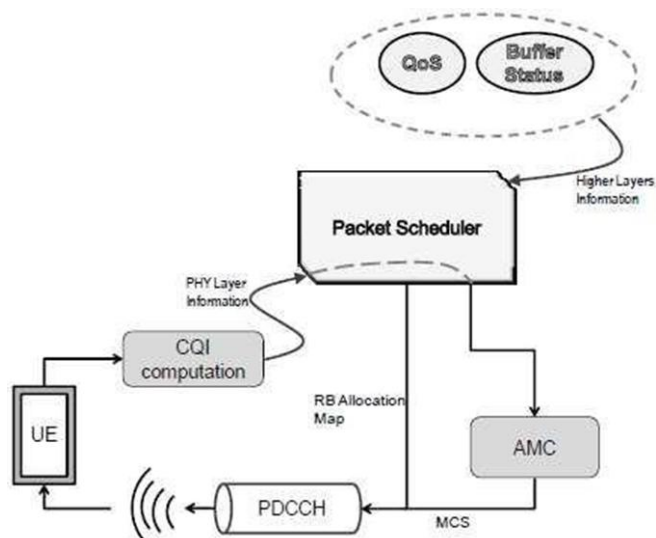 QoS
Buffer
Status
Higher Layers
Information
Packet Scheduler
PHY Layer
Information
CQI
computation
RB Allocation
Map
UE
AMC
PDCCH
MCS